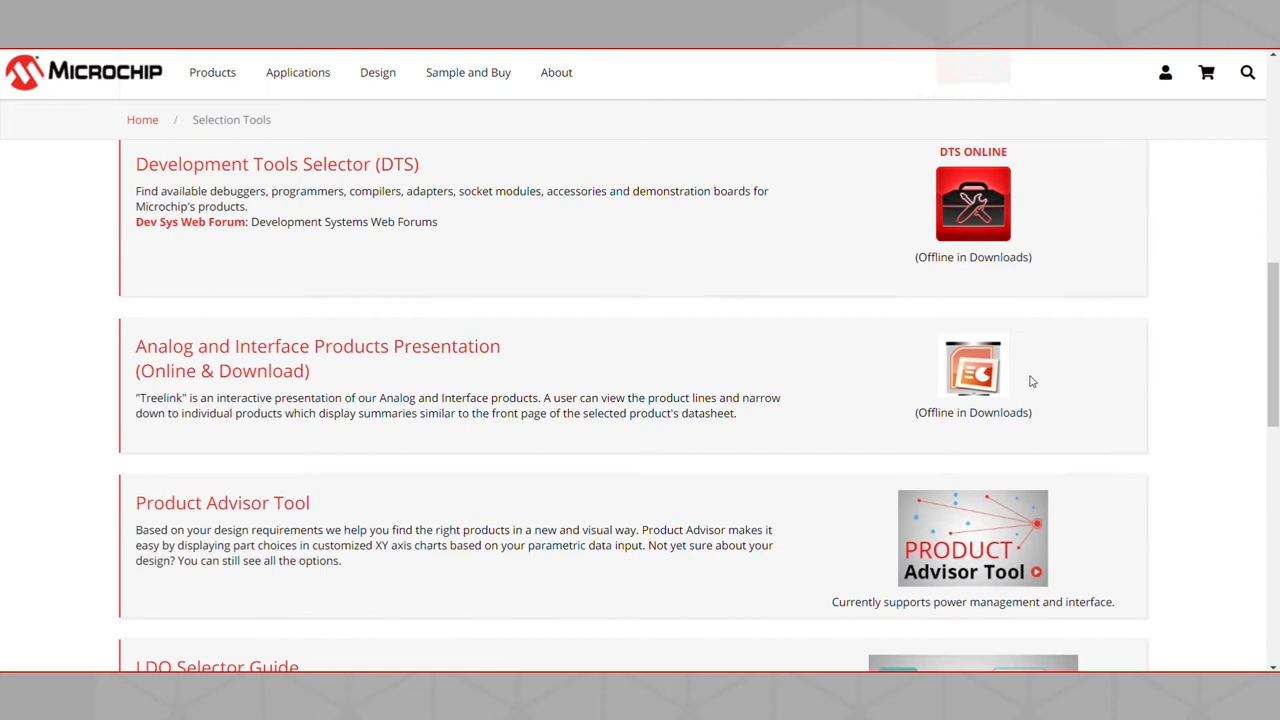 MICROCHIP
Products
Applications
Design
Sample and Buy
About
Home / Selection Tools
Development Tools Selector (DTS)
Find available debuggers, programmers, compilers, adapters, socket modules, accessories and demonstration boards for
Microchip's products.
Dev Sys Web Forum: Development Systems Web Forums
DTS ONLINE
(Offline in Downloads)
Analog and Interface Products Presentation
(Online & Download)
"Treelink" is an interactive presentation of our Analog and Interface products. A user can view the product lines and narrow
down to individual products which display summaries similar to the front page of the selected product's datasheet.
(Offline in Downloads)
Product Advisor Tool
Based on your design requirements we help you find the right products in a new and visual way. Product Advisor makes it
easy by displaying part choices in customized XY axis charts based on your parametric data input. Not yet sure about your
design? You can still see all the options.
PRODUCT
Advisor Tool
Currently supports power management and interface.
LDO Selector Guide